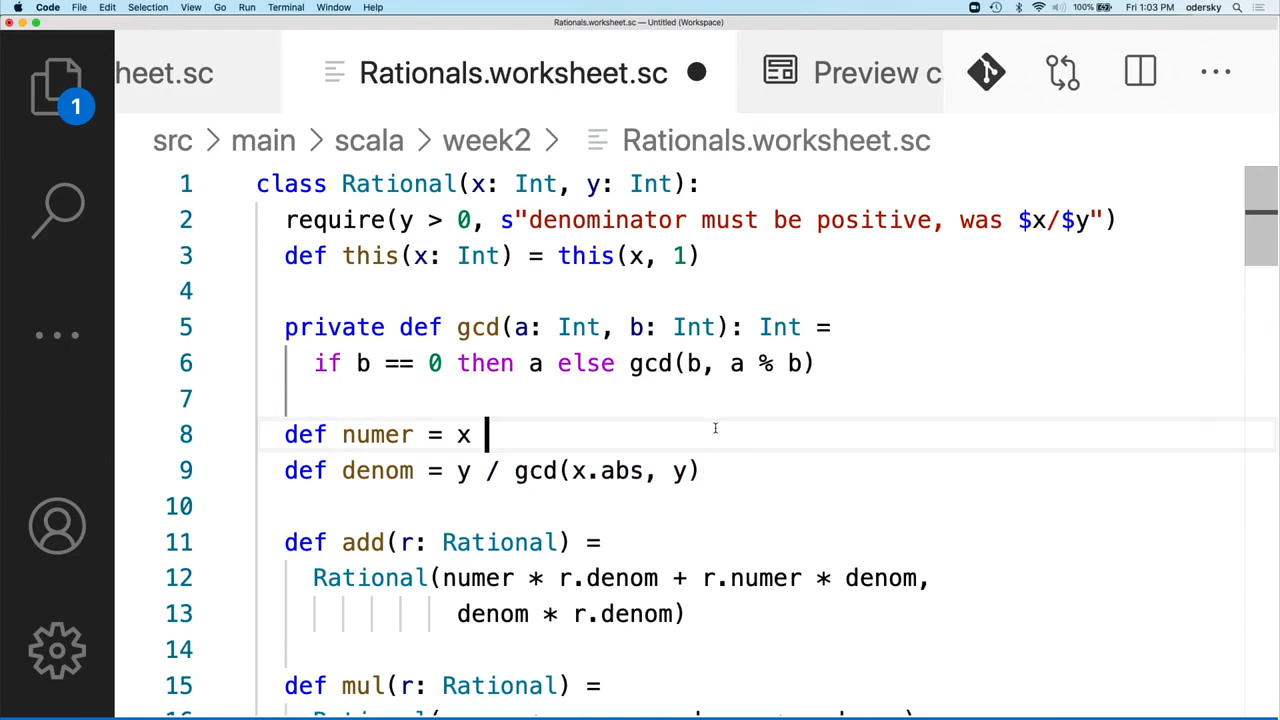 Code File Edit Selection View Go Run Terminal Window Help 100% Fri 1:03 PM odersky
Rationals.worksheet.sc — Untitled (Workspace)
heet.sc Rationals.worksheet.sc Preview c
1
src > main > scala > week2 > Rationals.worksheet.sc
1 class Rational(x: Int, y: Int):
2 require(y > 0, s"denominator must be positive, was $x/$y")
3 def this(x: Int) = this(x, 1)
4
5 private def gcd(a: Int, b: Int): Int =
6 if b == 0 then a else gcd(b, a % b)
7
8 def numer = x
9 def denom = y / gcd(x.abs, y)
10
11 def add(r: Rational) =
12 Rational(numer * r.denom + r.numer * denom,
13 denom * r.denom)
14
15 def mul(r: Rational) =